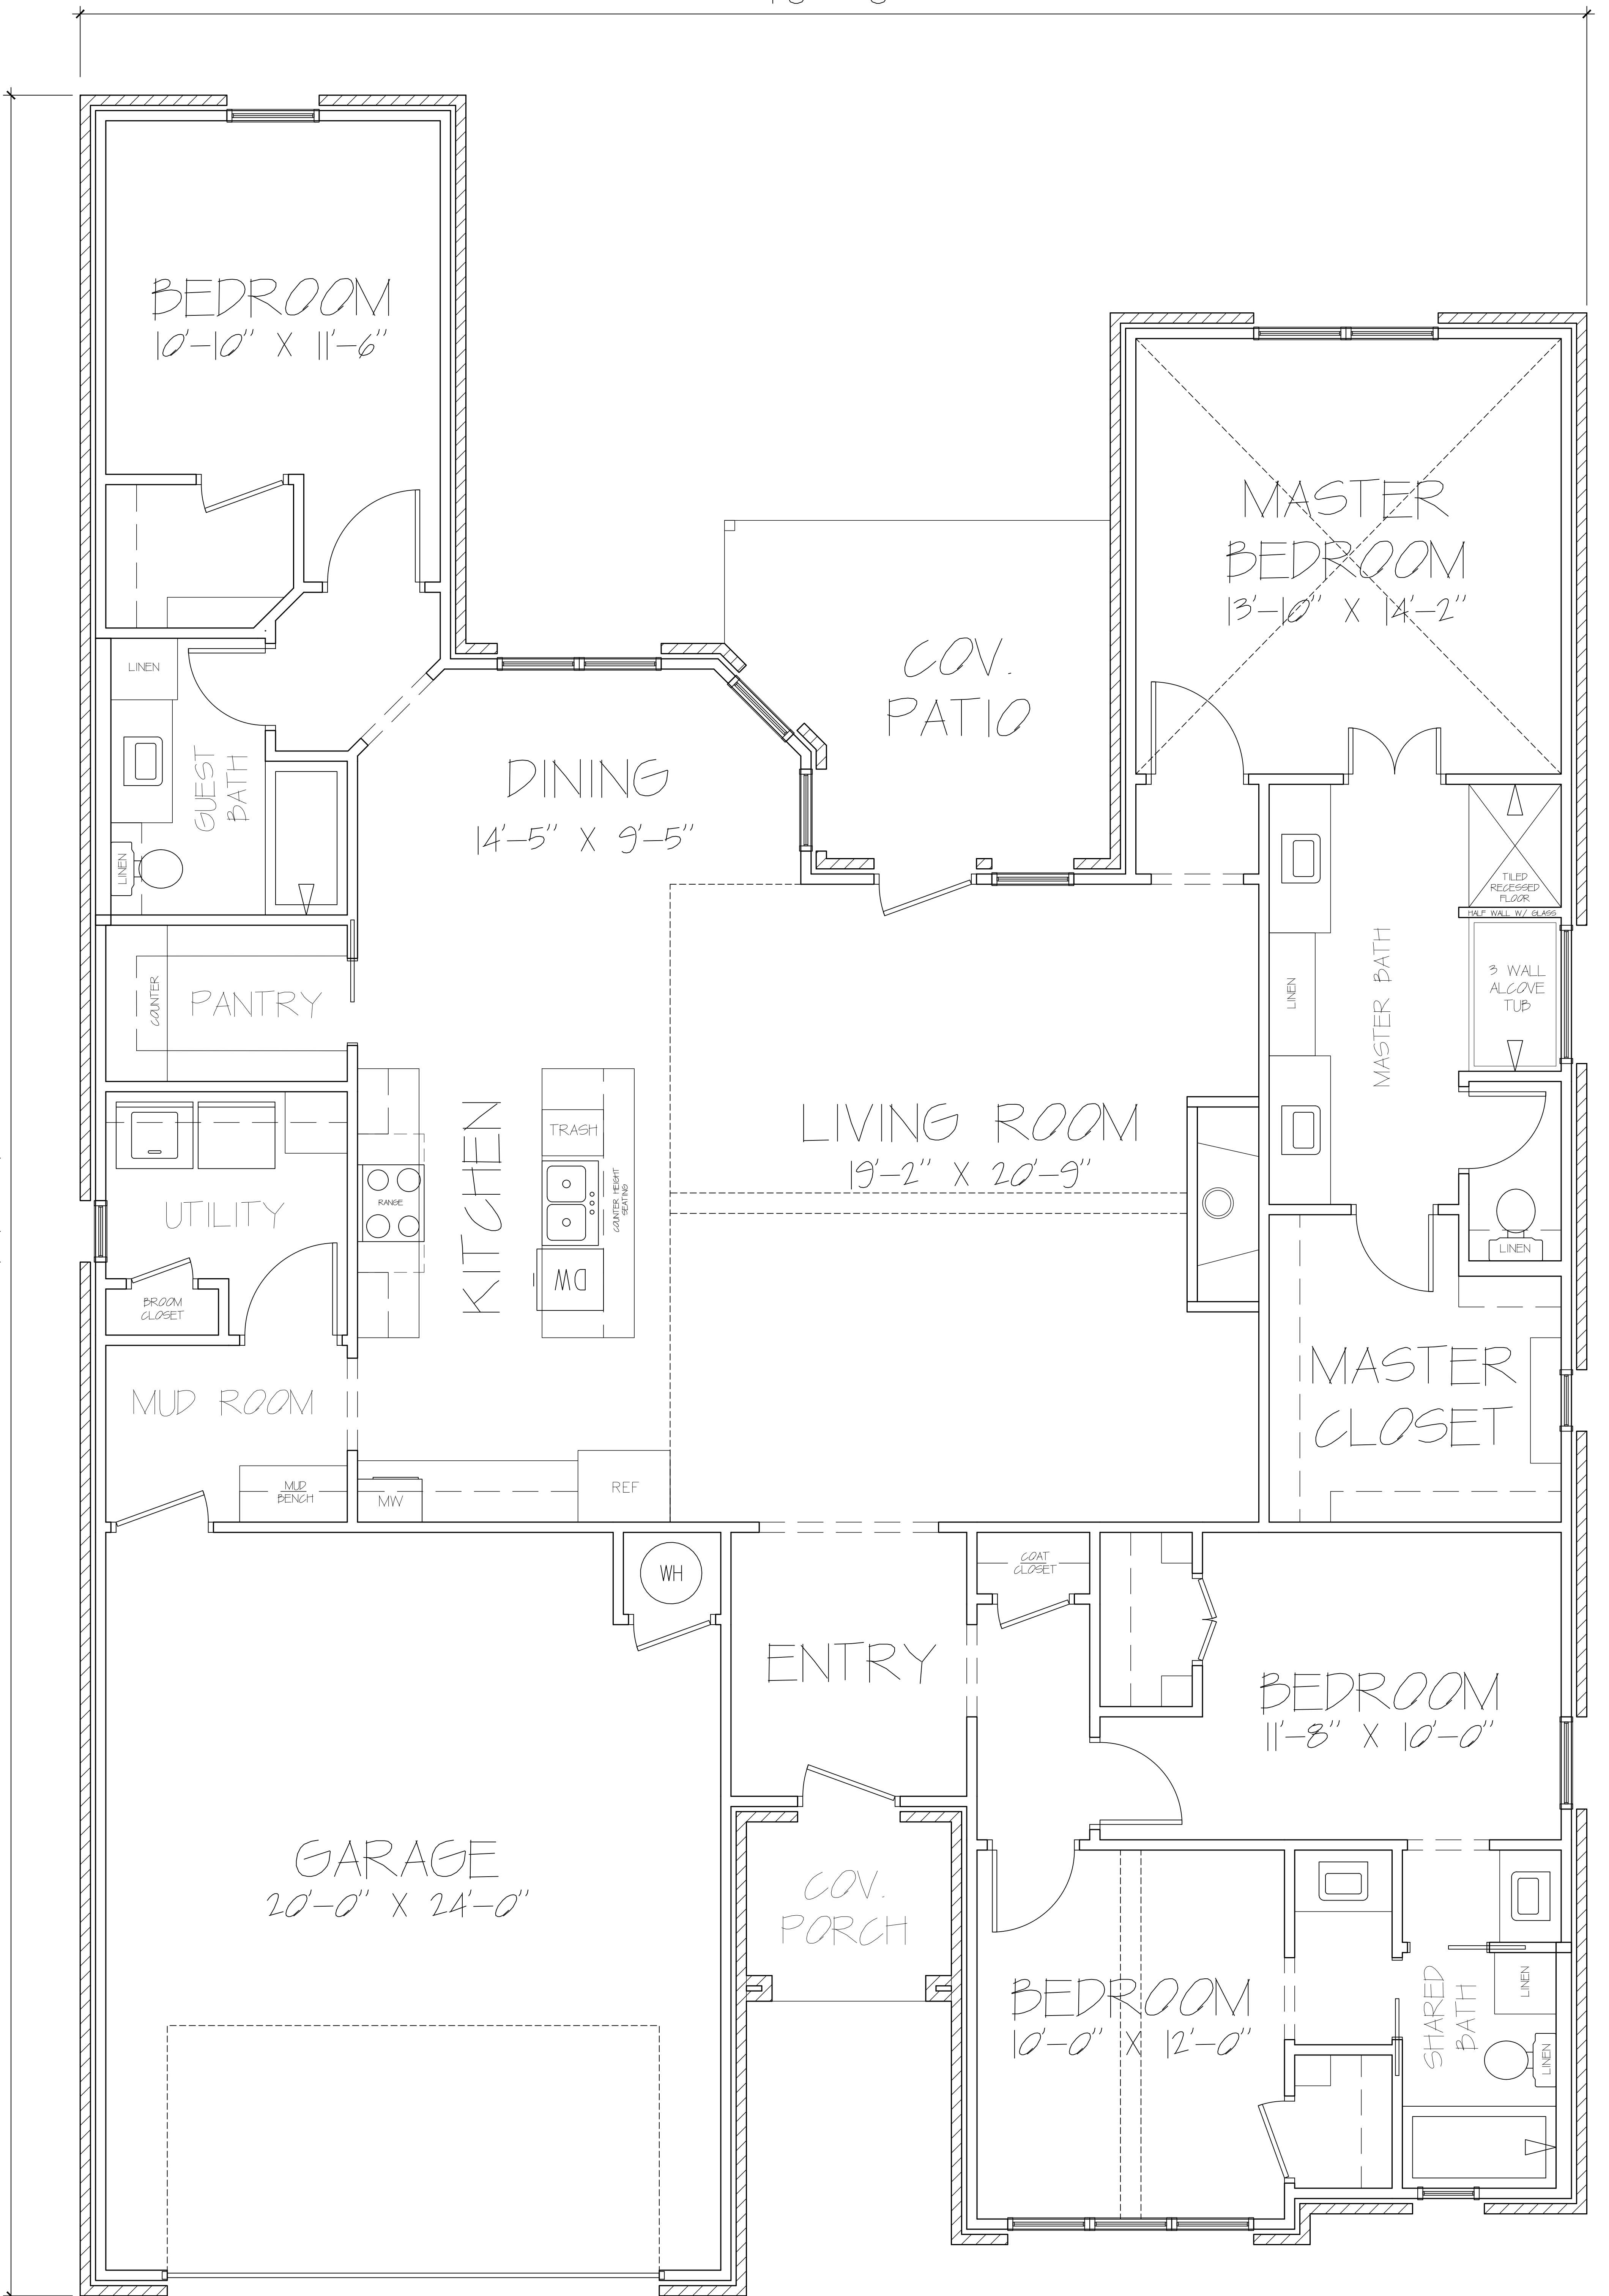 BEDROOM
10'-10" X 11'-6"
MASTER
BEDROOM
13'-10" X 14'-2"
COV.
PATIO
LINEN
GUEST
BATH
LINEN
DINING
14'-5" X 9'-5"
TILED
RECESSED
FLOOR
HALF WALL W/ GLASS
3 WALL
ALCOVE
TUB
LINEN
MASTER BATH
COUNTER
PANTRY
KITCHEN
TRASH
COUNTER HEIGHT
SEATING
RANGE
DW
LIVING ROOM
19'-2" X 20'-9"
UTILITY
LINEN
BROOM
CLOSET
MUD ROOM
MUD
BENCH
MW
REF
MASTER
CLOSET
WH
COAT
CLOSET
ENTRY
BEDROOM
11'-8" X 10'-0"
GARAGE
20'-0" X 24'-0"
COV.
PORCH
BEDROOM
10'-0" X 12'-0"
SHARED
BATH
LINEN
LINEN